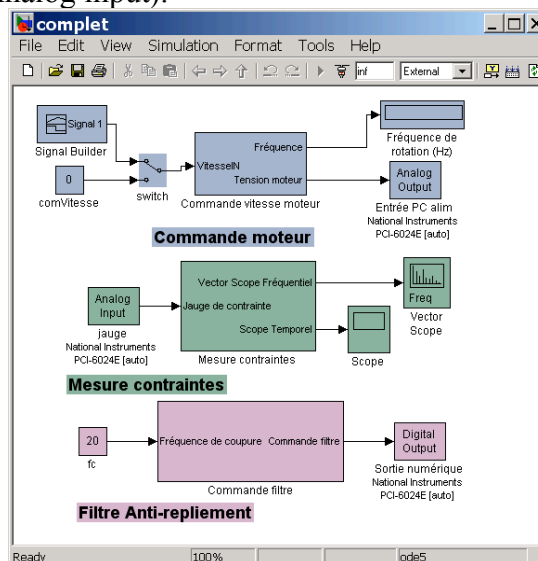 nalog input).
complet
File Edit View Simulation Format Tools Help
inf
External
Signal 1
Signal Builder
0
comVitesse
switch
VitesseIN
Fréquence
Tension moteur
Commande vitesse moteur
Fréquence de
rotation (Hz)
Analog
Output
Entrée PC alim
National Instruments
PCI-6024E [auto]
Commande moteur
Analog
Input
jauge
National Instruments
PCI-6024E [auto]
Vector Scope Fréquentiel
Jauge de contrainte
Scope Temporel
Mesure contraintes
Freq
Vector
Scope
Scope
Mesure contraintes
20
fc
Fréquence de coupure Commande filtre
Commande filtre
Digital
Output
Sortie numérique
National Instruments
PCI-6024E [auto]
Filtre Anti-repliement
Ready
100%
ode5